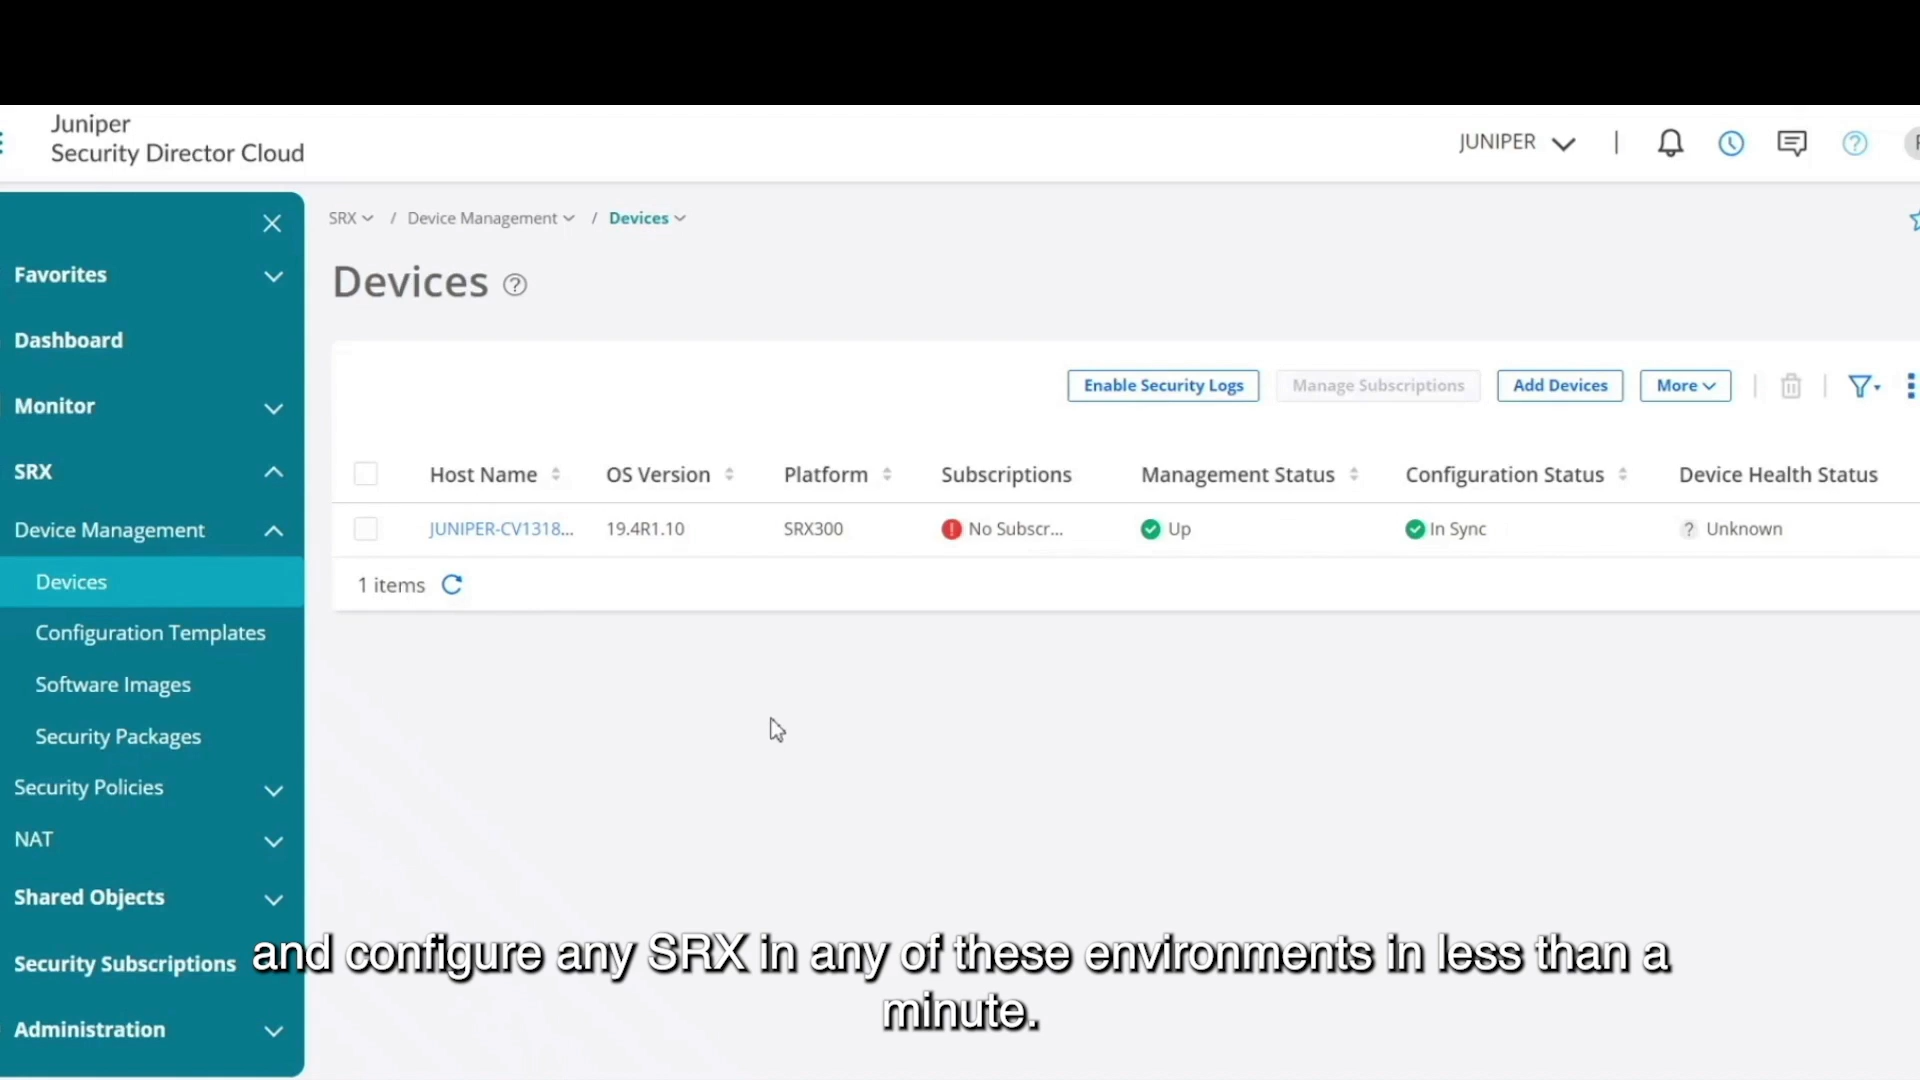 Juniper
Security Director Cloud
JUNIPER
Favorites
Dashboard
Monitor
SRX
Device Management
Devices
Configuration Templates
Software Images
Security Packages
Security Policies
NAT
Shared Objects
Security Subscriptions
Administration
SRX / Device Management / Devices
Devices ?
Enable Security Logs Manage Subscriptions Add Devices More
Host Name OS Version Platform Subscriptions Management Status Configuration Status Device Health Status
JUNIPER-CV1318... 19.4R1.10 SRX300 ! No Subscr... Up In Sync ? Unknown
1 items
and configure any SRX in any of these environments in less than a
minute.